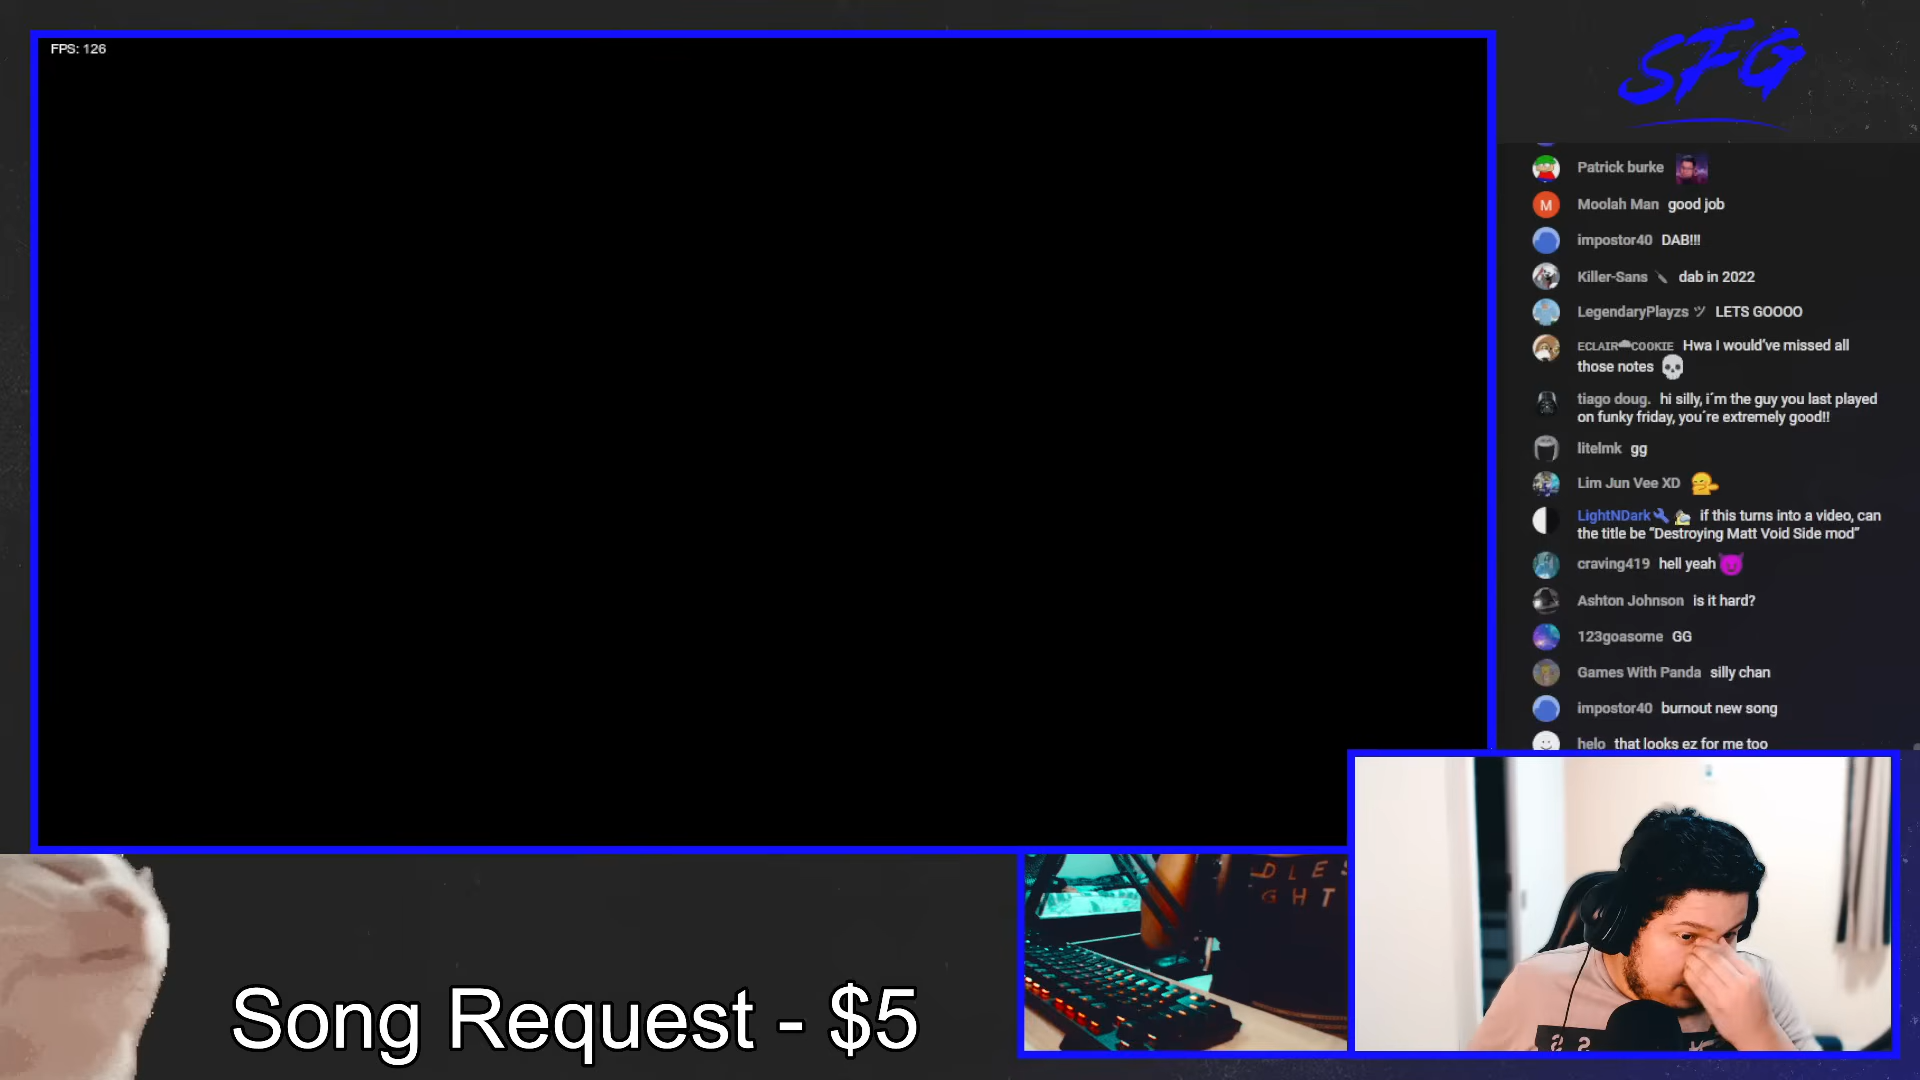 FPS: 126
SFG
Patrick burke
M Moolah Man good job
impostor40 DAB!!!
Killer-Sans dab in 2022
LegendaryPlayzs ツ LETS GOOOO
ECLAIR☁COOKIE Hwa I would've missed all
those notes 💀
tiago doug. hi silly, i´m the guy you last played
on funky friday, you´re extremely good!!
litelmk gg
Lim Jun Vee XD
LightNDark if this turns into a video, can
the title be “Destroying Matt Void Side mod”
craving419 hell yeah 😈
Ashton Johnson is it hard?
123goasome GG
Games With Panda silly chan
impostor40 burnout new song
helo that looks ez for me too
DLES
GHT
Song Request - $5